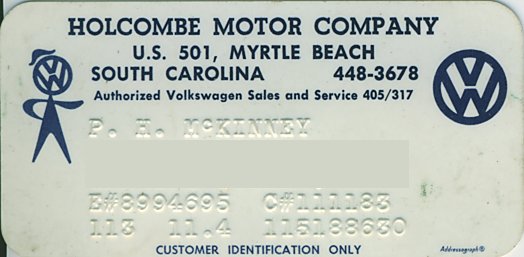 HOLCOMBE MOTOR COMPANY
U.S. 501, MYRTLE BEACH
SOUTH CAROLINA 448-3678
Authorized Volkswagen Sales and Service 405/317
P. A. McKINNEY
E#8994695 C#111183
113 11.4 115188630
CUSTOMER IDENTIFICATION ONLY
Addressograph®